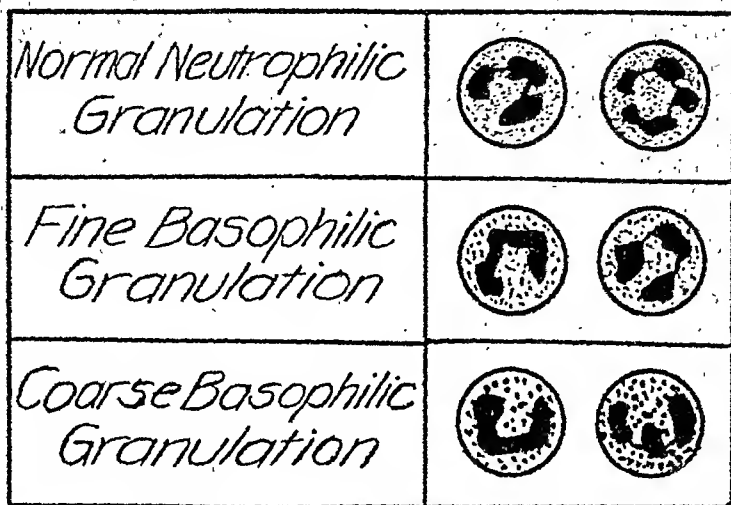 Normal Neutrophilic
Granulation
Fine Basophilic
Granulation
Coarse Basophilic
Granulation